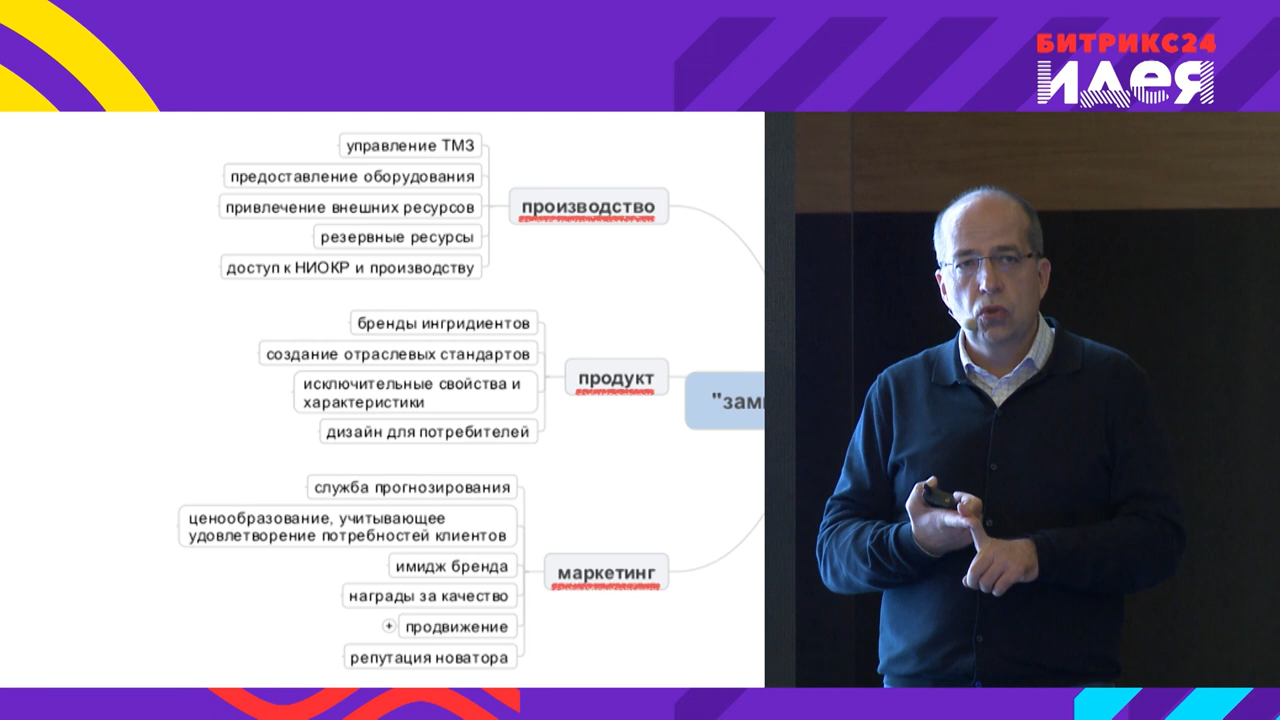 БИТРИКС24
идея
управление ТМЗ
предоставление оборудования
привлечение внешних ресурсов
резервные ресурсы
доступ к НИОКР и производству
производство
бренды ингридиентов
создание отраслевых стандартов
исключительные свойства и
характеристики
дизайн для потребителей
продукт
"зам
служба прогнозирования
ценообразование, учитывающее
удовлетворение потребностей клиентов
имидж бренда
награды за качество
+ продвижение
репутация новатора
маркетинг